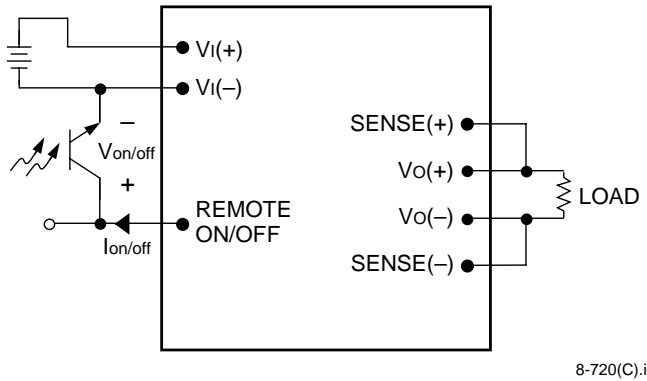 VI(+)
VI(–)
SENSE(+)
–
Von/off
VO(+)
+
LOAD
REMOTE
ON/OFF
VO(–)
Ion/off
SENSE(–)
8-720(C).i